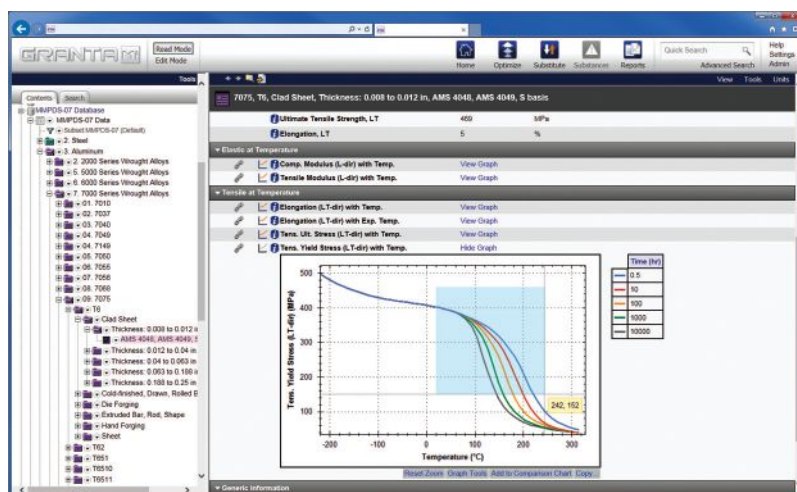 GRANTA MI
Read Mode
Edit Mode
Home
Optimize
Substitute
Substances
Reports
Quick Search
Advanced Search
Help
Settings
Admin
Tools
View Tools Units
Contents
Search
MMPDS-07 Database
MMPDS-07 Data
Subset MMPDS-07 (Default)
2. Steel
3. Aluminum
2. 2000 Series Wrought Alloys
5. 5000 Series Wrought Alloys
6. 6000 Series Wrought Alloys
7. 7000 Series Wrought Alloys
01. 7010
02. 7037
03. 7040
04. 7049
04. 7149
05. 7050
06. 7055
07. 7056
08. 7068
09. 7075
T6
Clad Sheet
Thickness: 0.008 to 0.012 i
AMS 4048, AMS 4049, S
Thickness: 0.012 to 0.04 in
Thickness: 0.04 to 0.063 in
Thickness: 0.063 to 0.188 i
Thickness: 0.188 to 0.25 in
Cold-finished, Drawn, Rolled B
Die Forging
Extruded Bar, Rod, Shape
Hand Forging
Sheet
T62
T651
T6510
T6511
7075, T6, Clad Sheet, Thickness: 0.008 to 0.012 in, AMS 4048, AMS 4049, S basis
Ultimate Tensile Strength, LT 469 MPa
Elongation, LT 5 %
Elastic at Temperature
Comp. Modulus (L-dir) with Temp. View Graph
Tensile Modulus (L-dir) with Temp. View Graph
Tensile at Temperature
Elongation (LT-dir) with Temp. View Graph
Elongation (LT-dir) with Exp. Temp. View Graph
Tens. Ult. Stress (LT-dir) with Temp. View Graph
Tens. Yield Stress (LT-dir) with Temp. Hide Graph
Tens. Yield Stress (LT-dir) (MPa)
500
400
300
200
100
-200 -100 0 100 200 300
Temperature (°C)
242, 152
Time (hr)
0.5
10
100
1000
10000
Reset Zoom Graph Tools Add to Comparison Chart Copy...
Generic Information